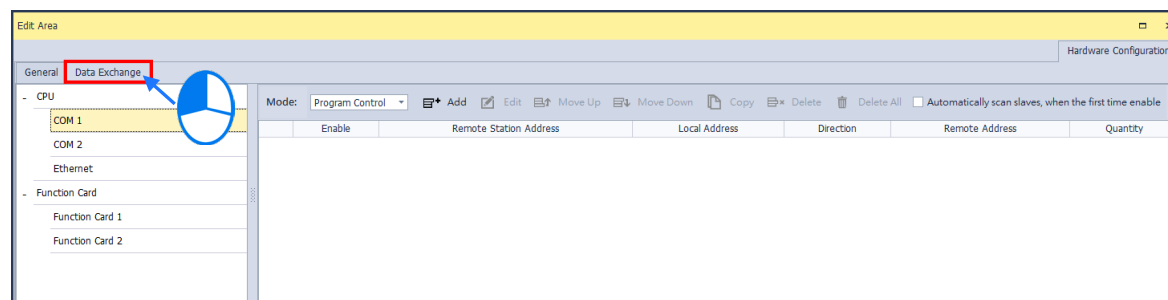 Edit Area
Hardware Configuration
General Data Exchange
CPU
COM 1
COM 2
Ethernet
Function Card
Function Card 1
Function Card 2
Mode: Program Control Add Edit Move Up Move Down Copy Delete Delete All Automatically scan slaves, when the first time enable
Enable Remote Station Address Local Address Direction Remote Address Quantity